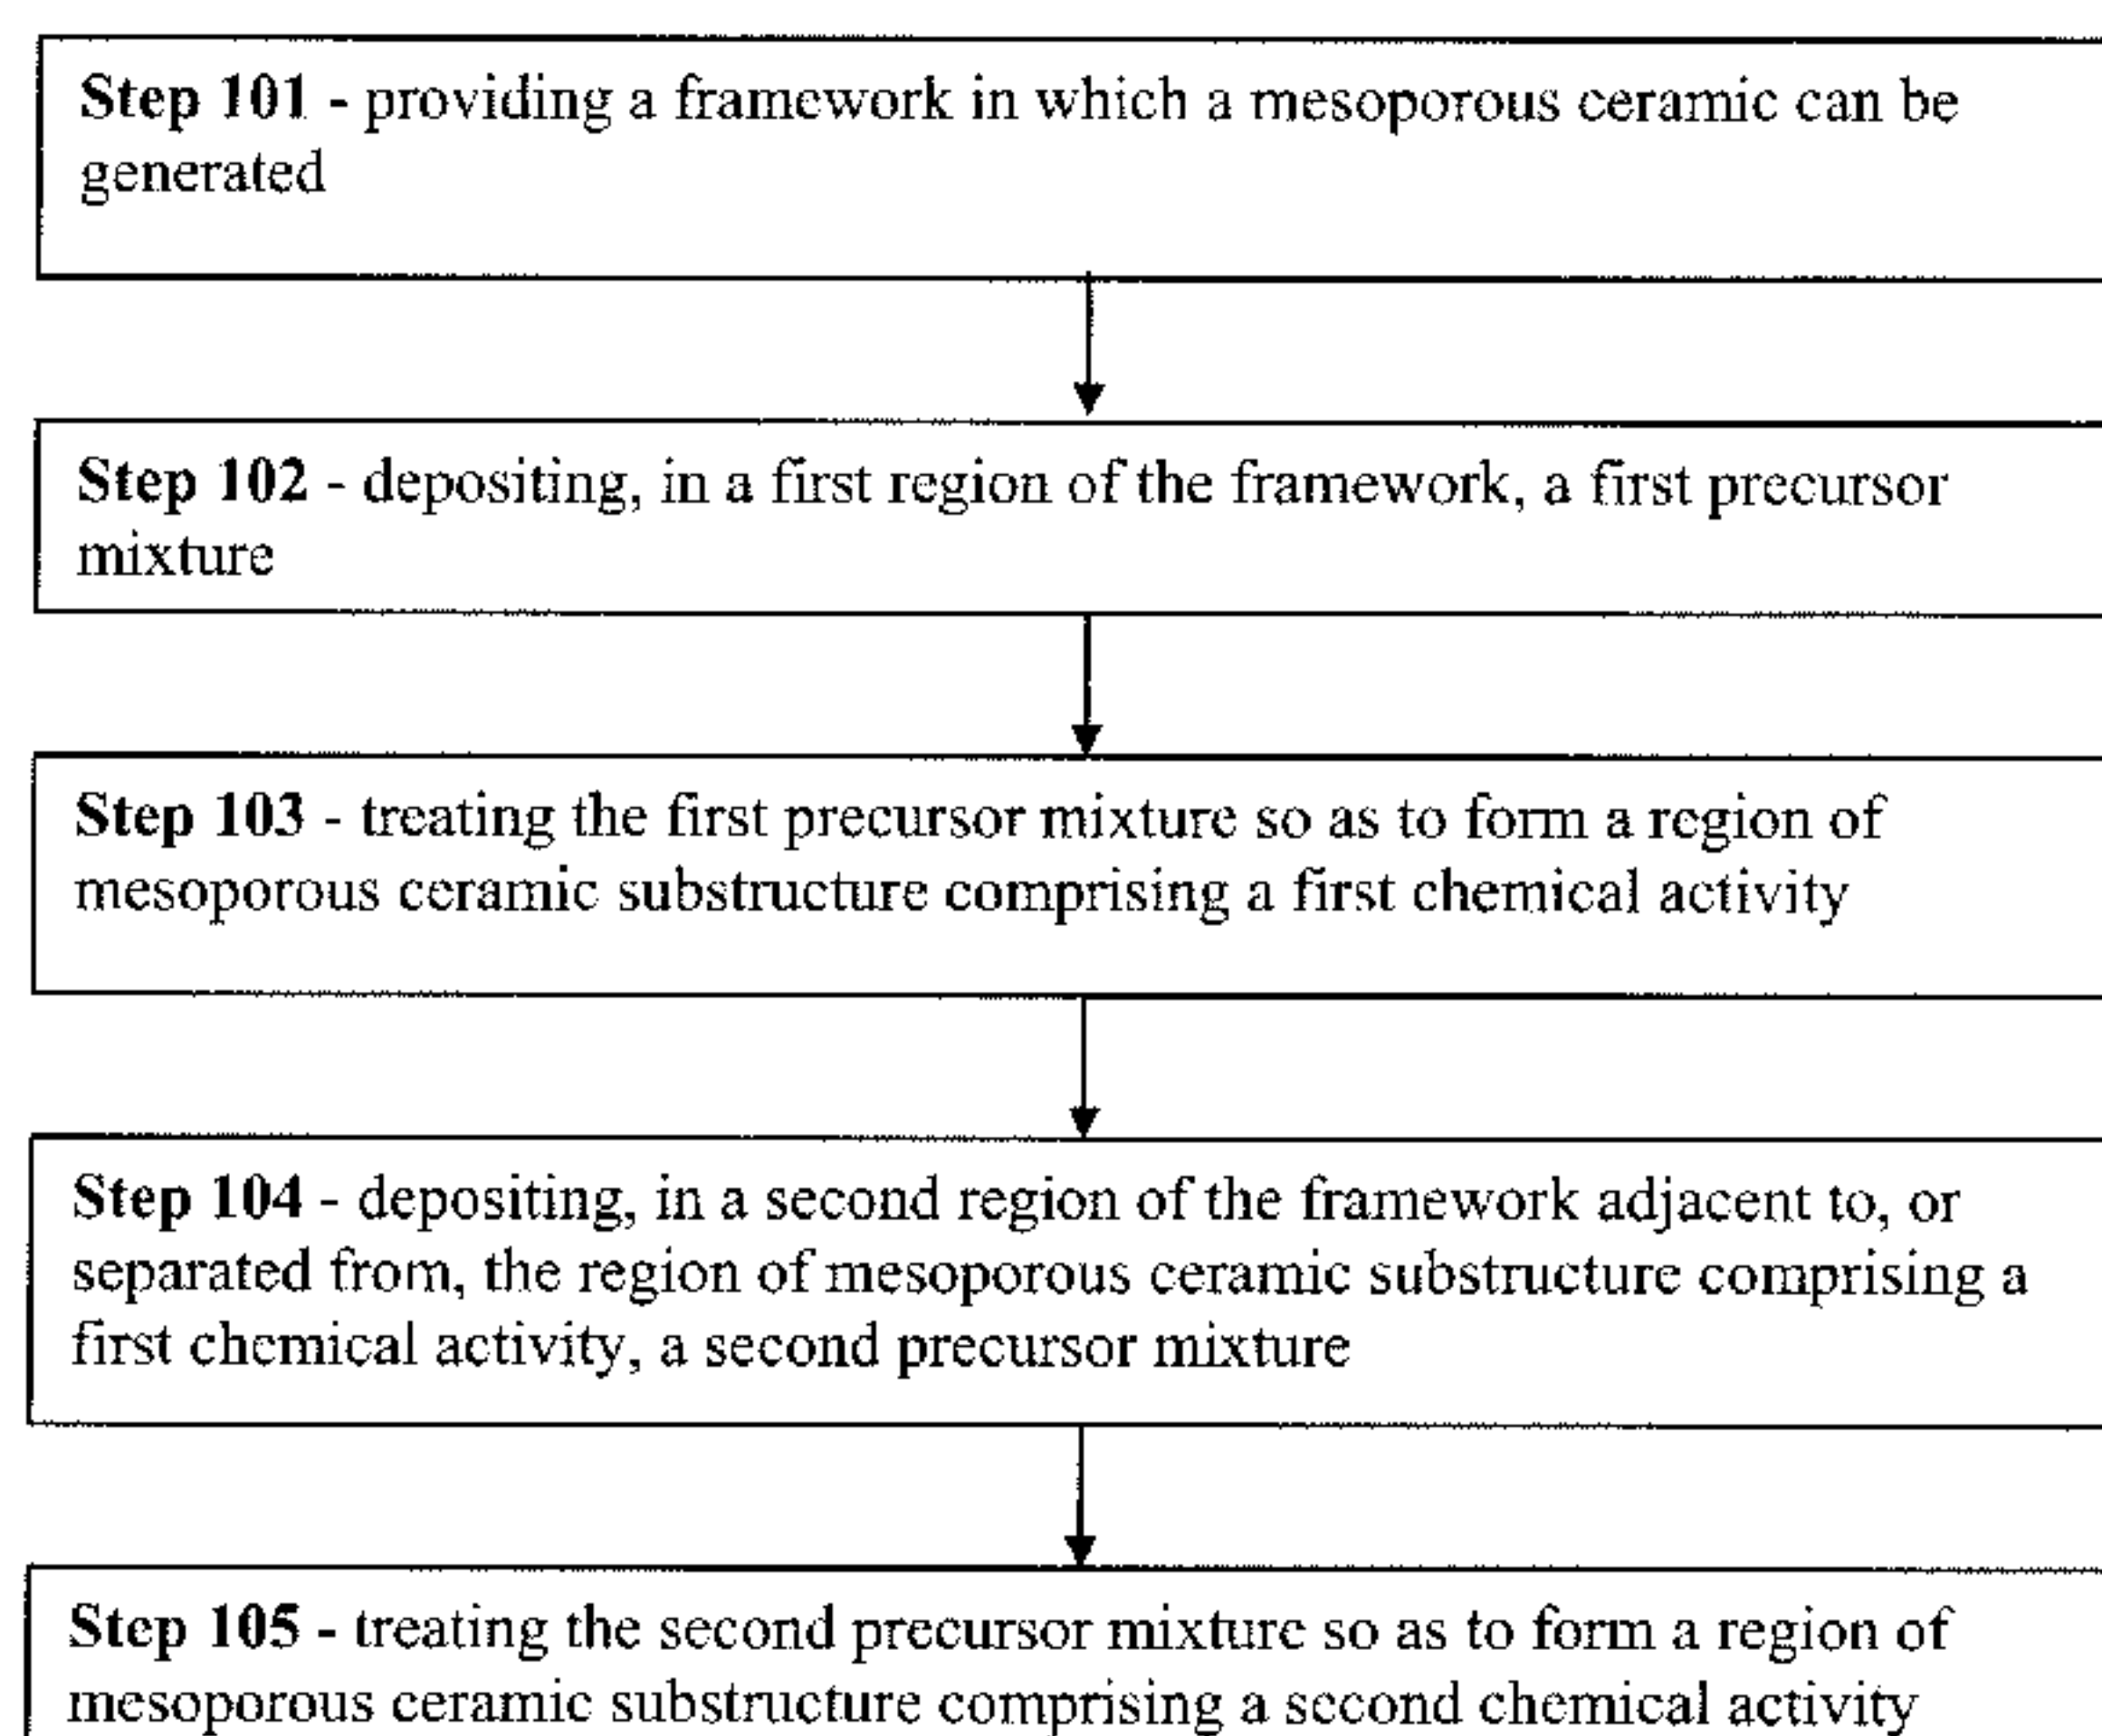 Step 101 - providing a framework in which a mesoporous ceramic can be
generated
Step 102 - depositing, in a first region of the framework, a first precursor
mixture
Step 103 - treating the first precursor mixture so as to form a region of
mesoporous ceramic substructure comprising a first chemical activity
Step 104 - depositing, in a second region of the framework adjacent to, or
separated from, the region of mesoporous ceramic substructure comprising a
first chemical activity, a second precursor mixture
Step 105 - treating the second precursor mixture so as to form a region of
mesoporous ceramic substructure comprising a second chemical activity